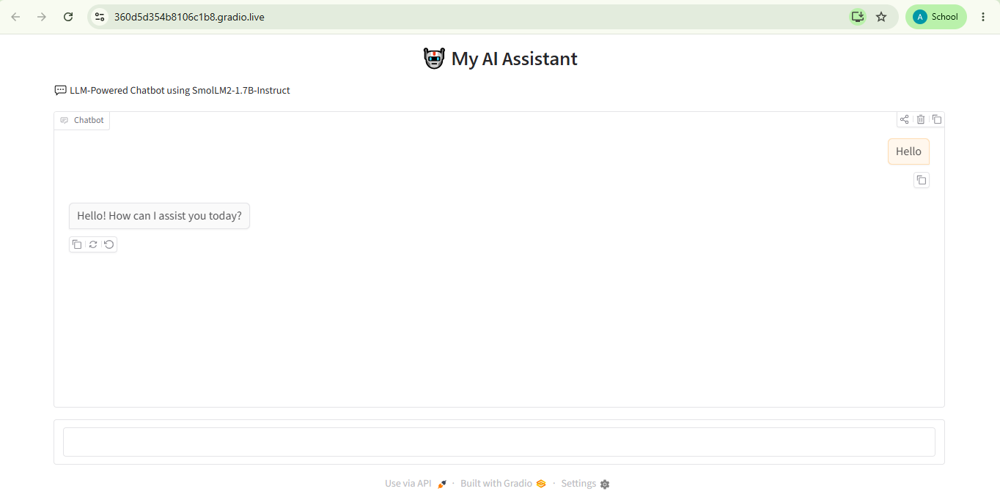 360d5d354b8106c1b8.gradio.live
A School
My AI Assistant
LLM-Powered Chatbot using SmolLM2-1.7B-Instruct
Chatbot
Hello
Hello! How can I assist you today?
Use via API · Built with Gradio · Settings